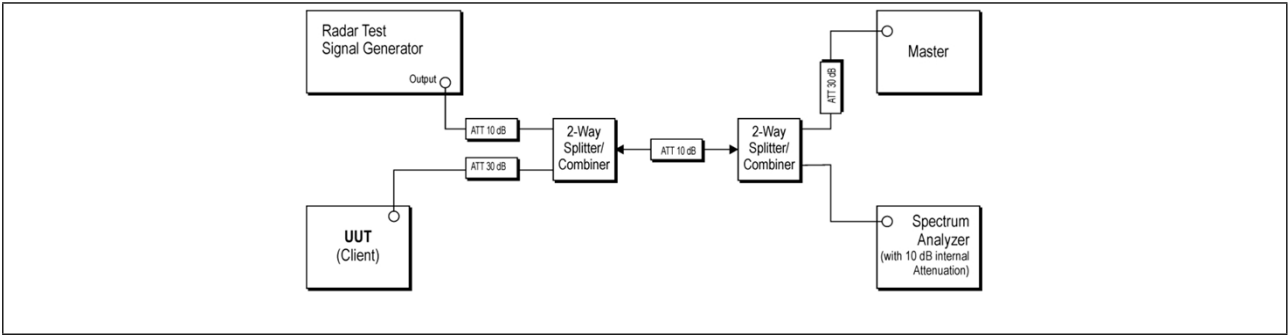 Radar Test
Signal Generator
Output
ATT 10 dB
ATT 30 dB
2-Way
Splitter/
Combiner
ATT 10 dB
2-Way
Splitter/
Combiner
ATT 30 dB
Master
UUT
(Client)
Spectrum
Analyzer
(with 10 dB internal
Attenuation)